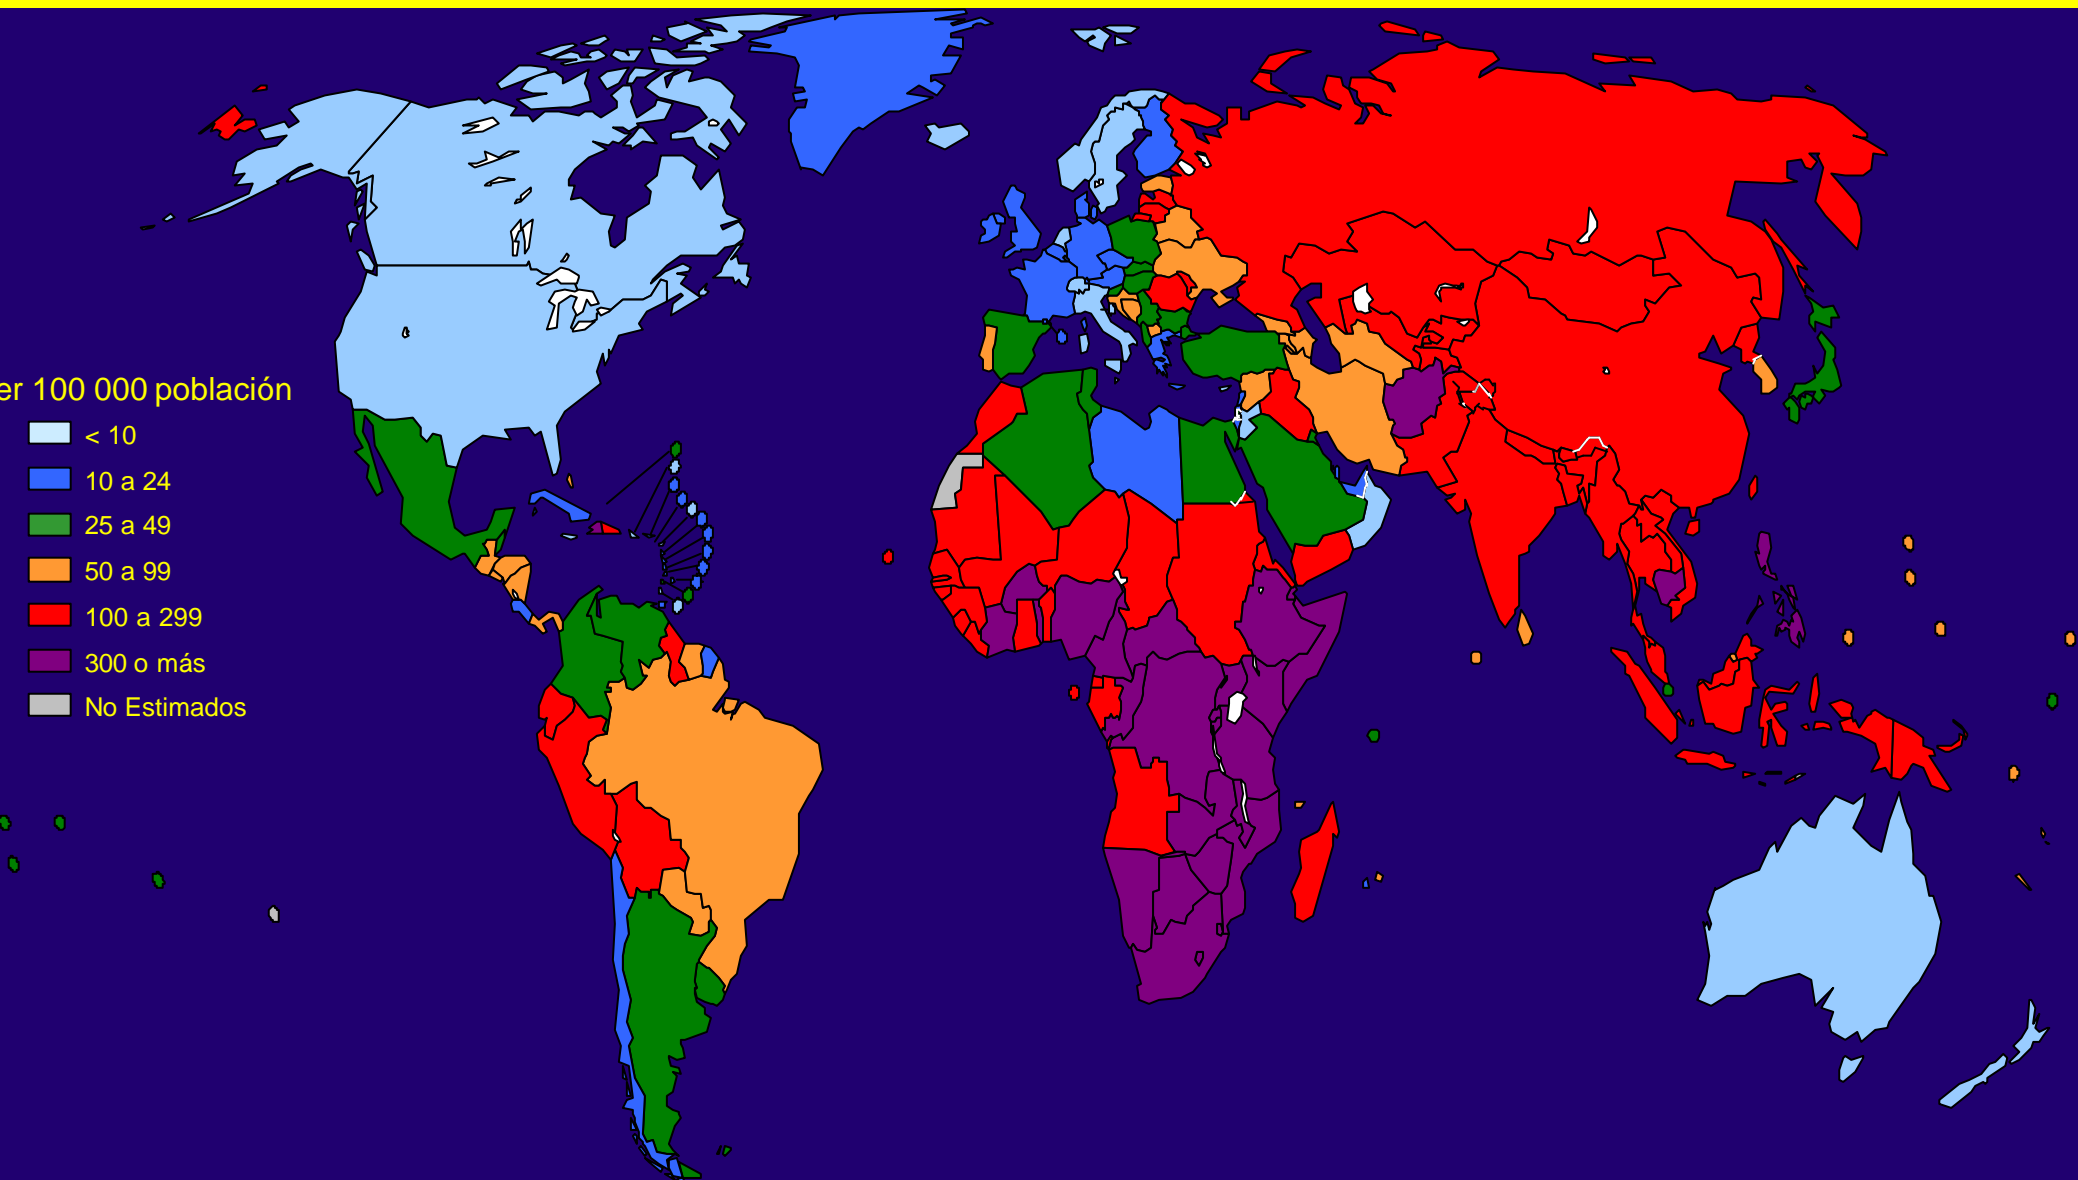 er 100 000 población
< 10
10 a 24
25 a 49
50 a 99
100 a 299
300 o más
No Estimados